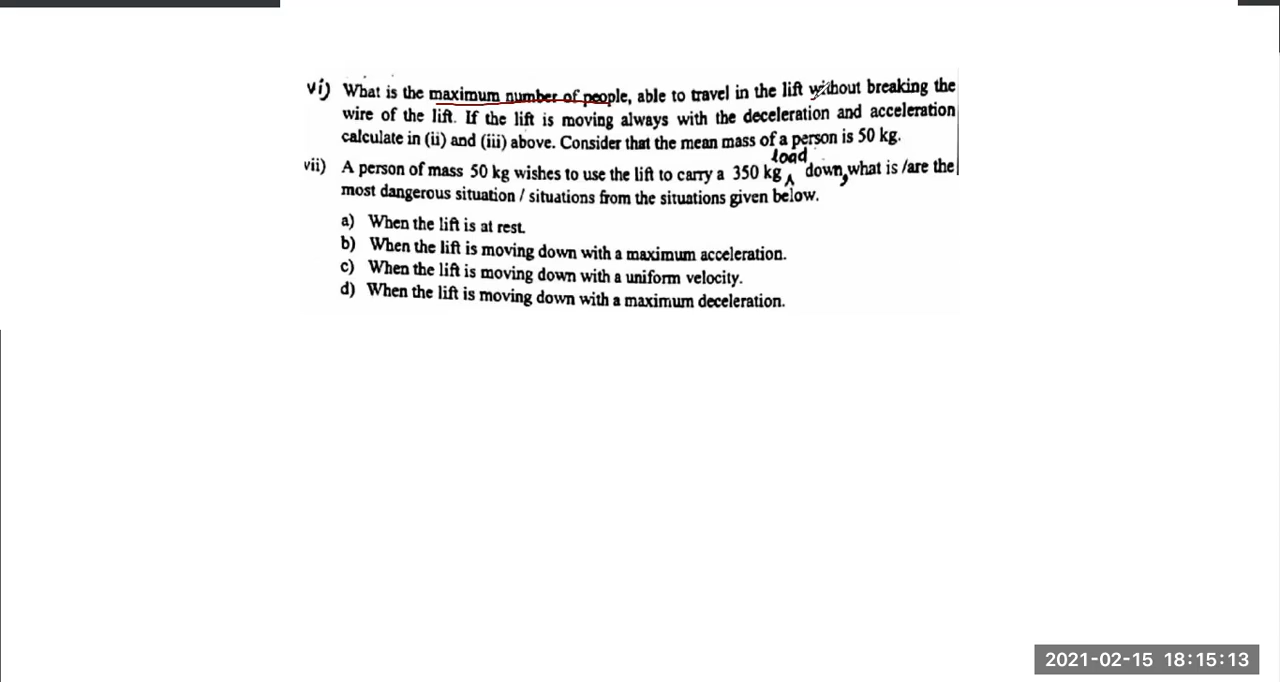 vi) What is the maximum number of people, able to travel in the lift without breaking the
wire of the lift. If the lift is moving always with the deceleration and acceleration
calculate in (ii) and (iii) above. Consider that the mean mass of a person is 50 kg.
load
vii) A person of mass 50 kg wishes to use the lift to carry a 350 kg ^ down, what is /are the
most dangerous situation / situations from the situations given below.
a) When the lift is at rest.
b) When the lift is moving down with a maximum acceleration.
c) When the lift is moving down with a uniform velocity.
d) When the lift is moving down with a maximum deceleration.
2021-02-15 18:15:13